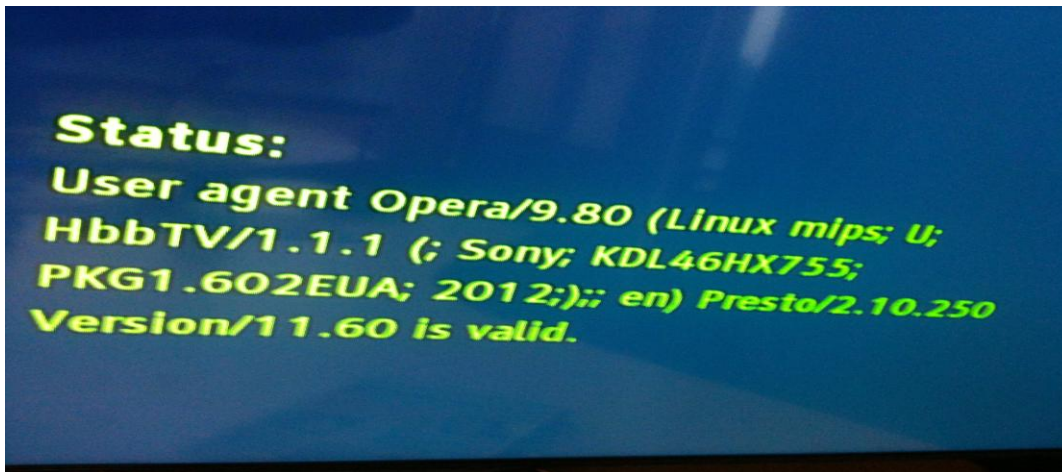 Status:
User agent Opera/9.80 (Linux mips; U;
HbbTV/1.1.1 (; Sony; KDL46HX755;
PKG1.602EUA; 2012;);; en) Presto/2.10.250
Version/11.60 is valid.